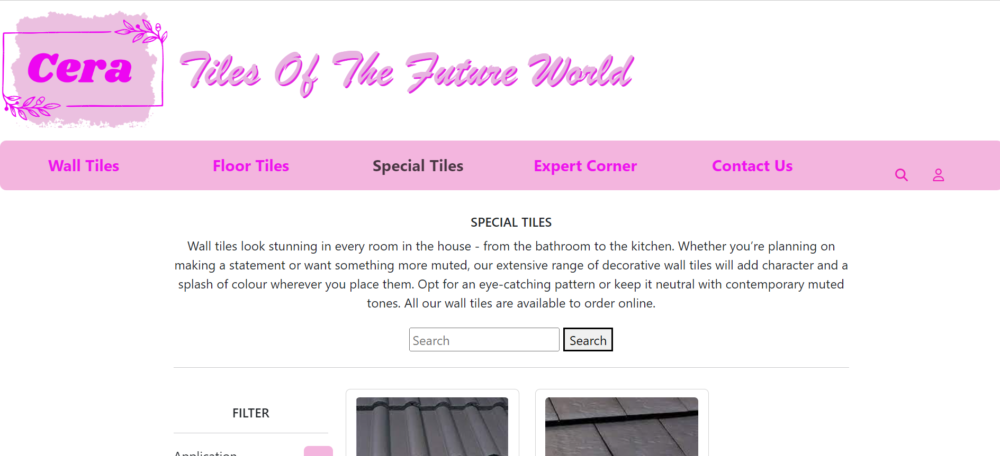 Cera
Tiles Of The Future World
Wall Tiles
Floor Tiles
Special Tiles
Expert Corner
Contact Us
SPECIAL TILES
Wall tiles look stunning in every room in the house - from the bathroom to the kitchen. Whether you’re planning on
making a statement or want something more muted, our extensive range of decorative wall tiles will add character and a
splash of colour wherever you place them. Opt for an eye-catching pattern or keep it neutral with contemporary muted
tones. All our wall tiles are available to order online.
Search
Search
FILTER
Application